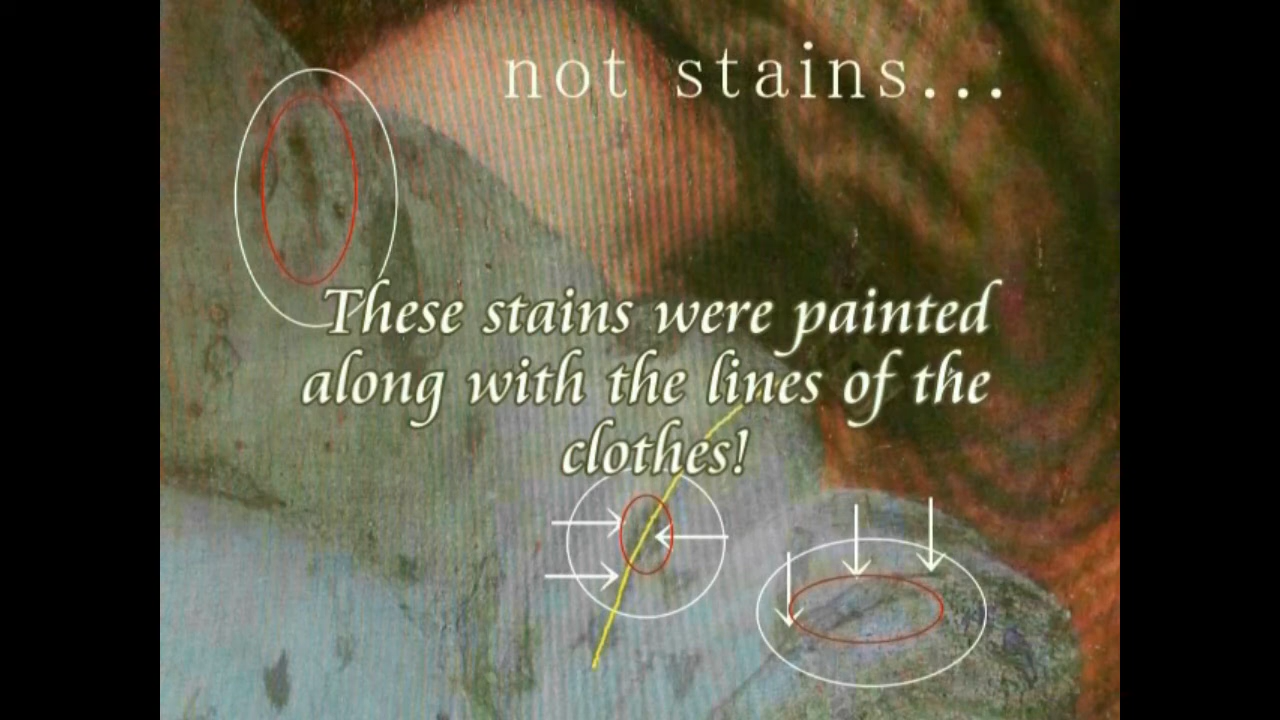 not stains...
These stains were painted
along with the lines of the
clothes!